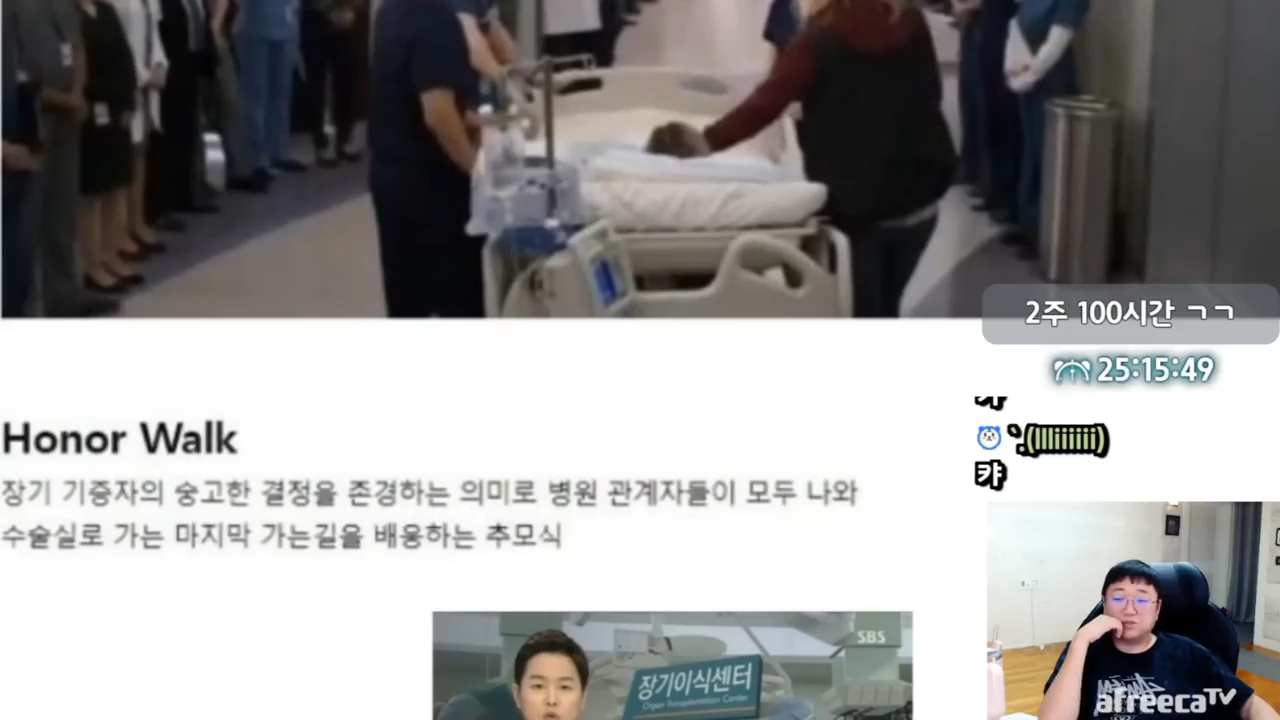 2주 100시간 ㄱㄱ
25:15:49
Honor Walk
장기 기증자의 숭고한 결정을 존경하는 의미로 병원 관계자들이 모두 나와
수술실로 가는 마지막 가는길을 배웅하는 추모식
캬
SBS
장기이식센터
Organ Transplantation Center
afreecaTV